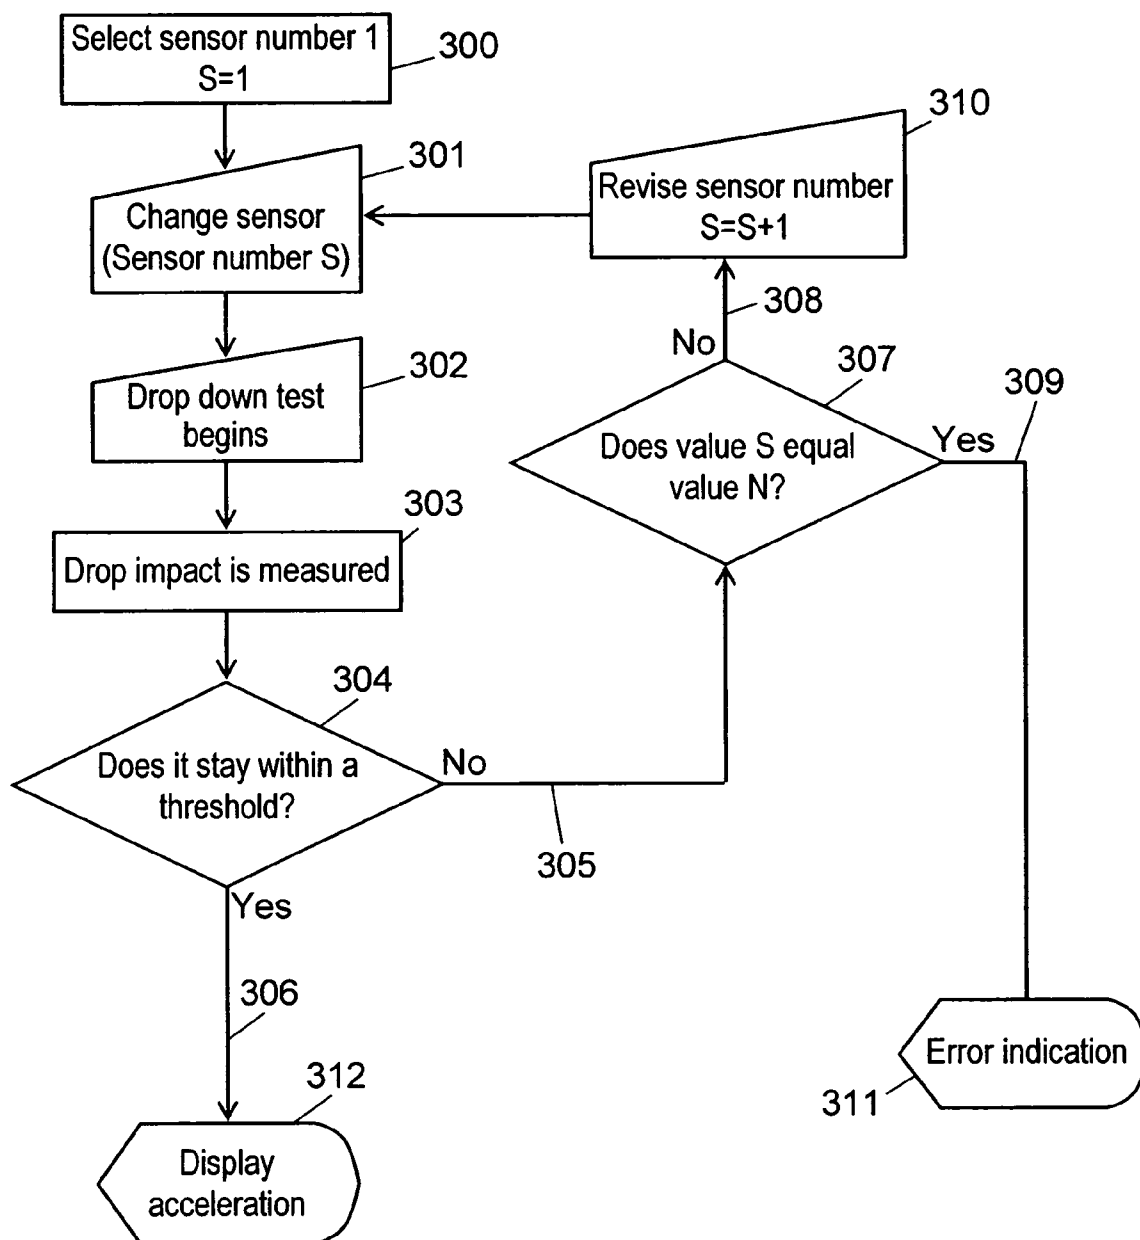 Select sensor number 1
S=1
300
301
Change sensor
(Sensor number S)
310
Revise sensor number
S=S+1
308
No
302
Drop down test
begins
307
309
Does value S equal
value N?
Yes
303
Drop impact is measured
304
Does it stay within a
threshold?
No
305
Yes
306
312
Display
acceleration
Error indication
311